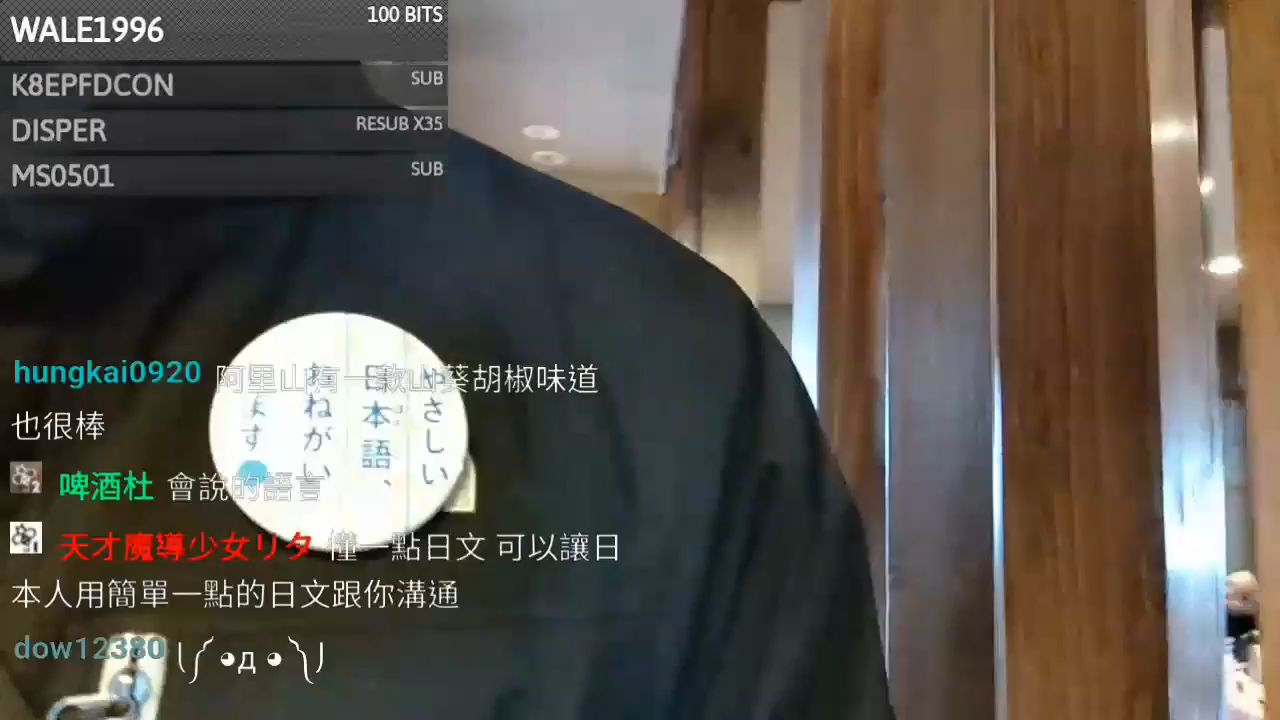 WALE1996 100 BITS
K8EPFDCON SUB
DISPER RESUB X35
MS0501 SUB
やさしい
日本語、
おねがい
します
hungkai0920 阿里山有一款山葵胡椒味道
也很棒
啤酒杜 會說的語言
天才魔導少女リタ 懂一點日文 可以讓日
本人用簡單一點的日文跟你溝通
dow12380 ╰(༼ ◕д ◕ ༽)╯